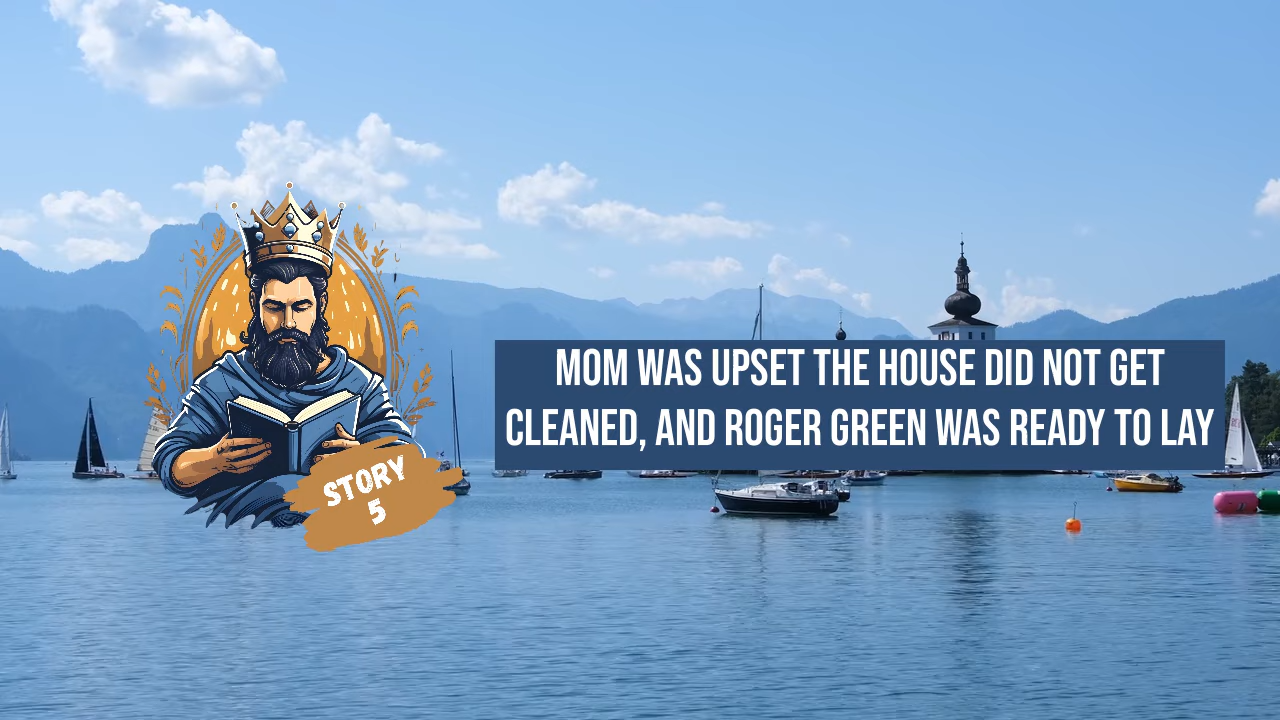 MOM WAS UPSET THE HOUSE DID NOT GET
CLEANED, AND ROGER GREEN WAS READY TO LAY
STORY
5